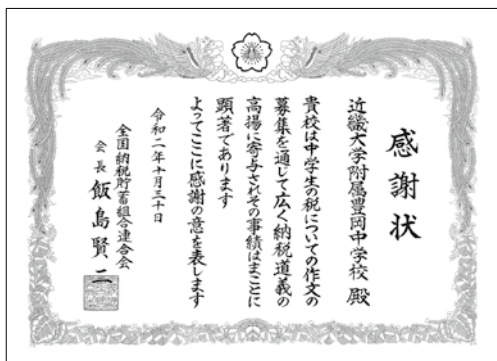 感謝状
近畿大学附属豊岡中学校 殿
貴校は中学生の税についての作文の
募集を通じて広く納税道義の
高揚に寄与されその事績はまことに
顕著であります
よってここに感謝の意を表します
令和二年十月三十日
全国納税貯蓄組合連合会
会長 飯島賢二